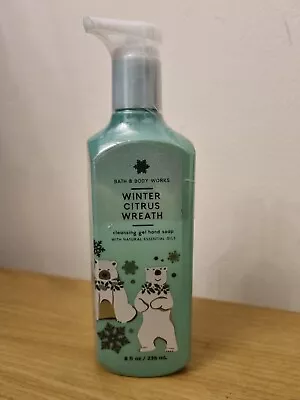 BATH & BODY WORKS
WINTER
CITRUS
WREATH
cleansing gel hand soap
WITH NATURAL ESSENTIAL OILS
8 fl oz / 236 mL